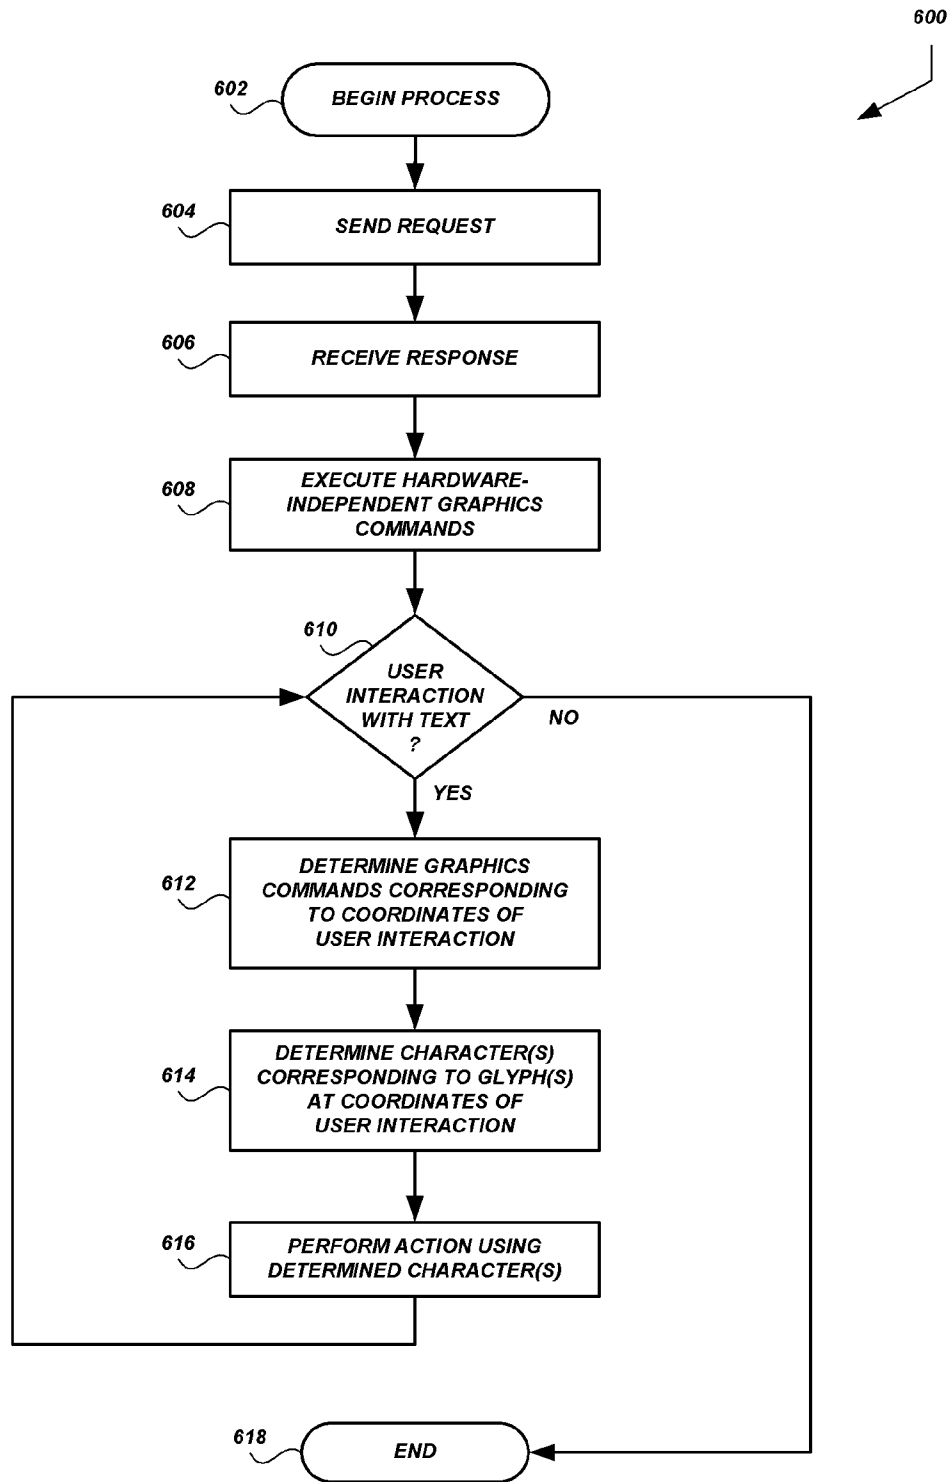 600
602
BEGIN PROCESS
604
SEND REQUEST
606
RECEIVE RESPONSE
608
EXECUTE HARDWARE-
INDEPENDENT GRAPHICS
COMMANDS
610
USER
INTERACTION
WITH TEXT
?
NO
YES
612
DETERMINE GRAPHICS
COMMANDS CORRESPONDING
TO COORDINATES OF
USER INTERACTION
614
DETERMINE CHARACTER(S)
CORRESPONDING TO GLYPH(S)
AT COORDINATES OF
USER INTERACTION
616
PERFORM ACTION USING
DETERMINED CHARACTER(S)
618
END